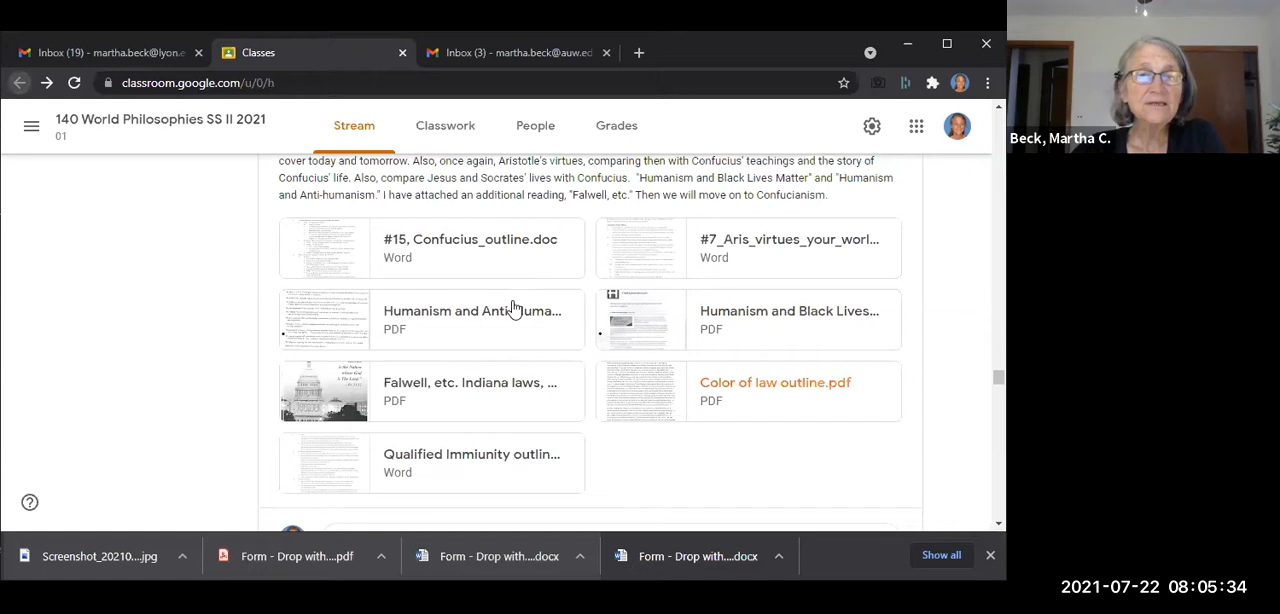 Inbox (19) - martha.beck@lyon.e
Classes
Inbox (3) - martha.beck@auw.ed
classroom.google.com/u/0/h
140 World Philosophies SS II 2021
01
Stream
Classwork
People
Grades
Beck, Martha C.
cover today and tomorrow. Also, once again, Aristotle's virtues, comparing then with Confucius' teachings and the story of
Confucius' life. Also, compare Jesus and Socrates' lives with Confucius. "Humanism and Black Lives Matter" and "Humanism
and Anti-humanism." I have attached an additional reading, "Falwell, etc." Then we will move on to Confucianism.
#15, Confucius_outline.doc
Word
#7_Aris_virtues_your_worl...
Word
Humanism and Anti-huma...
PDF
Humanism and Black Lives...
PDF
Falwell, etc. Indiana laws, ...
PDF
Color of law outline.pdf
PDF
Qualified Immunity outlin...
Word
Screenshot_20210....jpg
Form - Drop with....pdf
Form - Drop with....docx
Form - Drop with....docx
Show all
2021-07-22 08:05:34